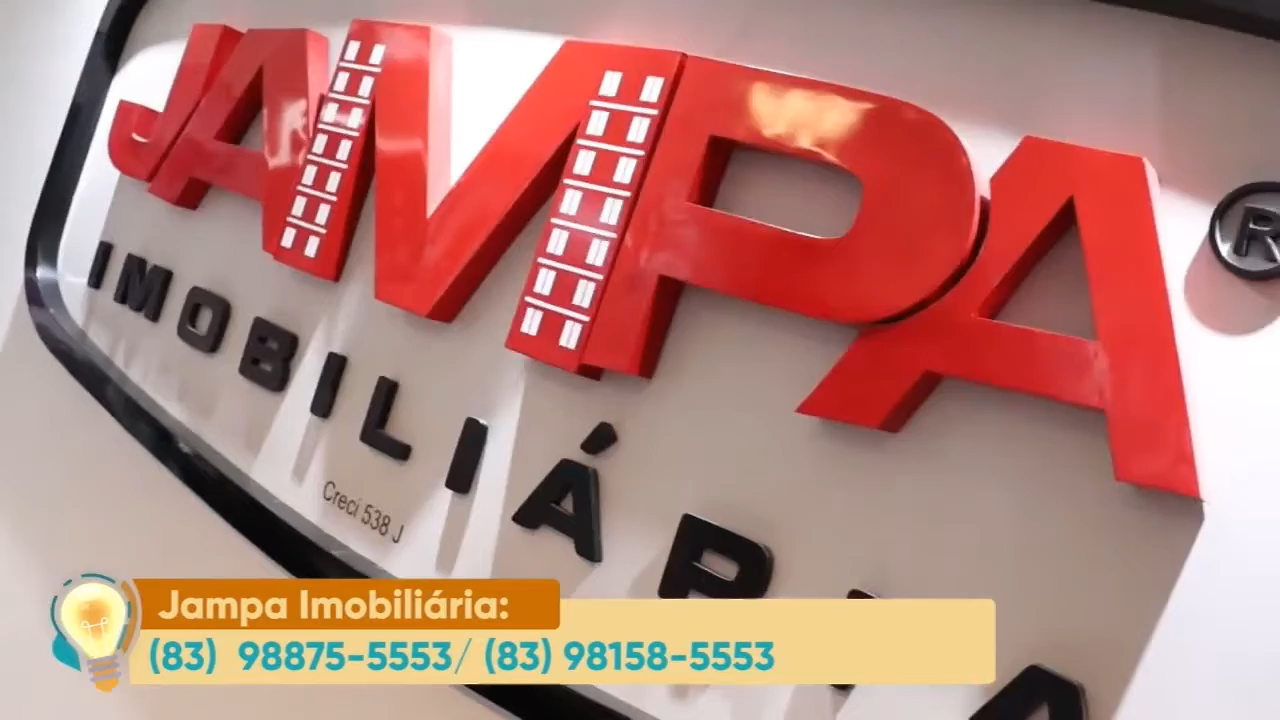 JAMPA
®
IMOBILIÁRIA
Creci 538 J
Jampa Imobiliária:
(83) 98875-5553/ (83) 98158-5553